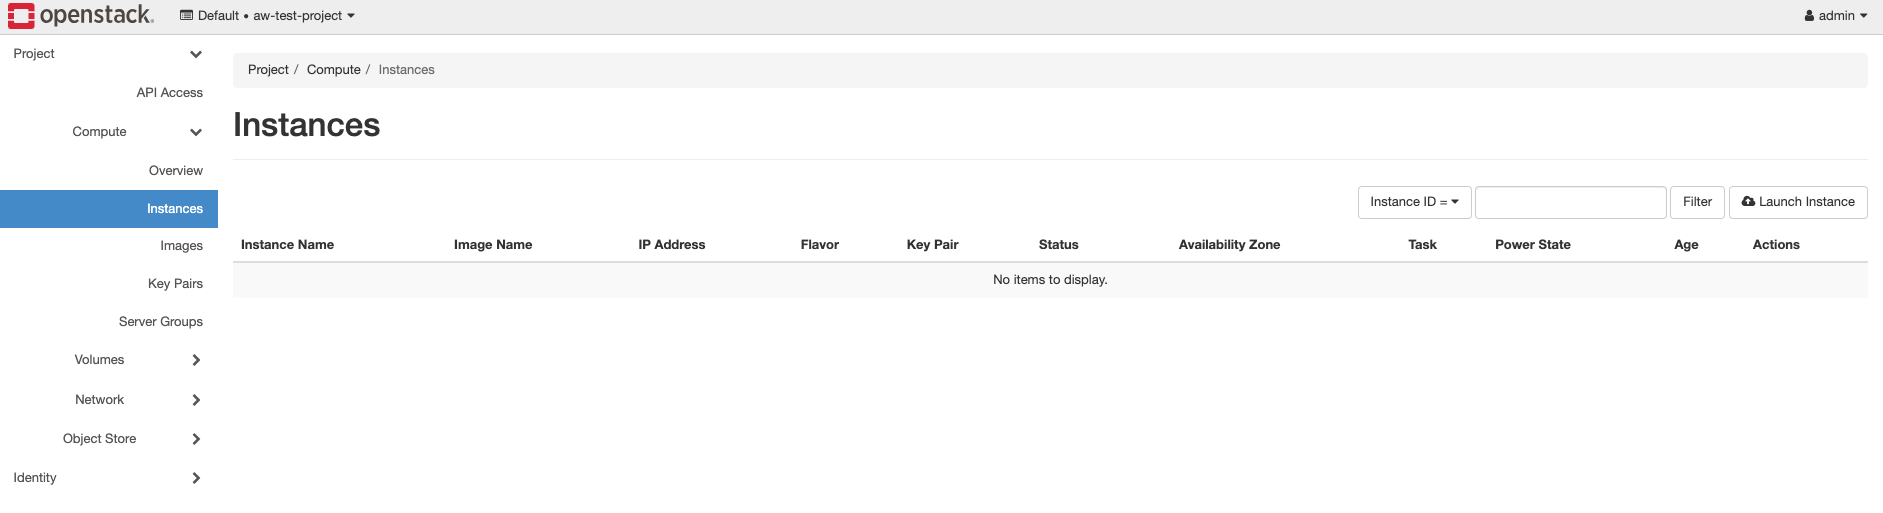 openstack. Default • aw-test-project admin
Project
API Access
Compute
Overview
Instances
Images
Key Pairs
Server Groups
Volumes
Network
Object Store
Identity
Project / Compute / Instances
Instances
Instance ID = Filter Launch Instance
Instance Name Image Name IP Address Flavor Key Pair Status Availability Zone Task Power State Age Actions
No items to display.